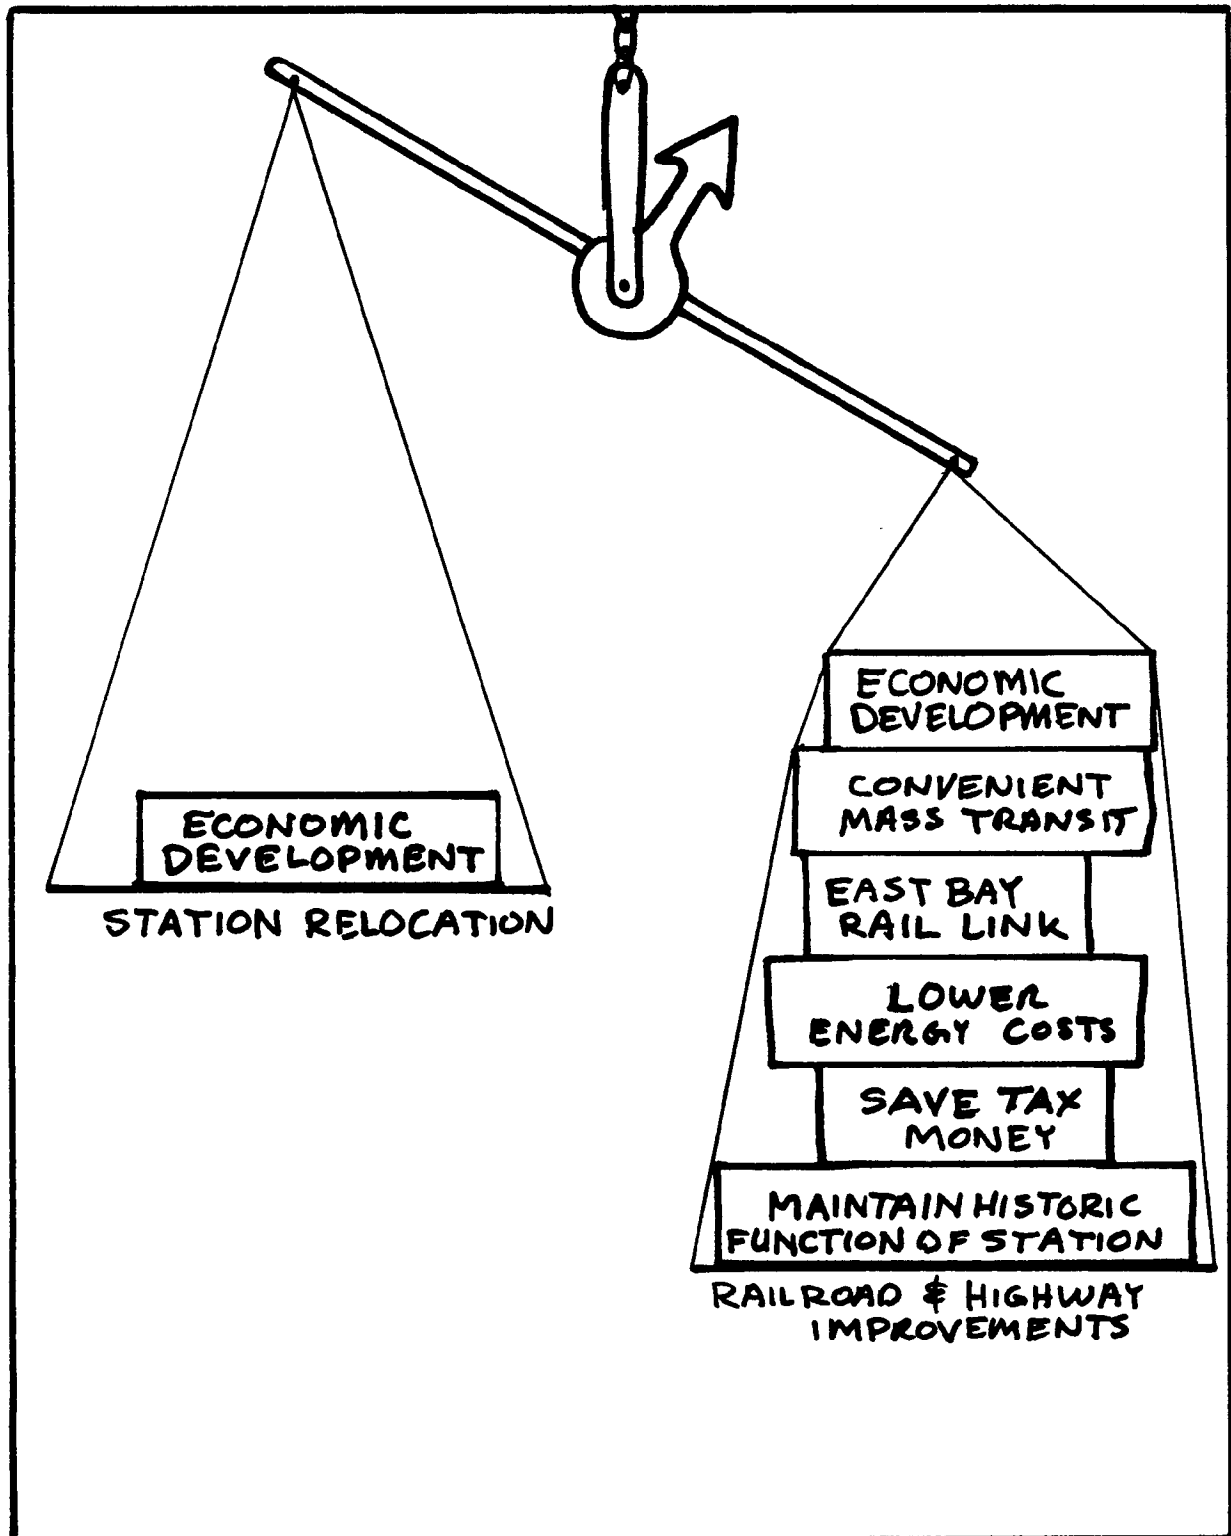 ECONOMIC
DEVELOPMENT
STATION RELOCATION
ECONOMIC
DEVELOPMENT
CONVENIENT
MASS TRANSIT
EAST BAY
RAIL LINK
LOWER
ENERGY COSTS
SAVE TAX
MONEY
MAINTAIN HISTORIC
FUNCTION OF STATION
RAILROAD & HIGHWAY
IMPROVEMENTS